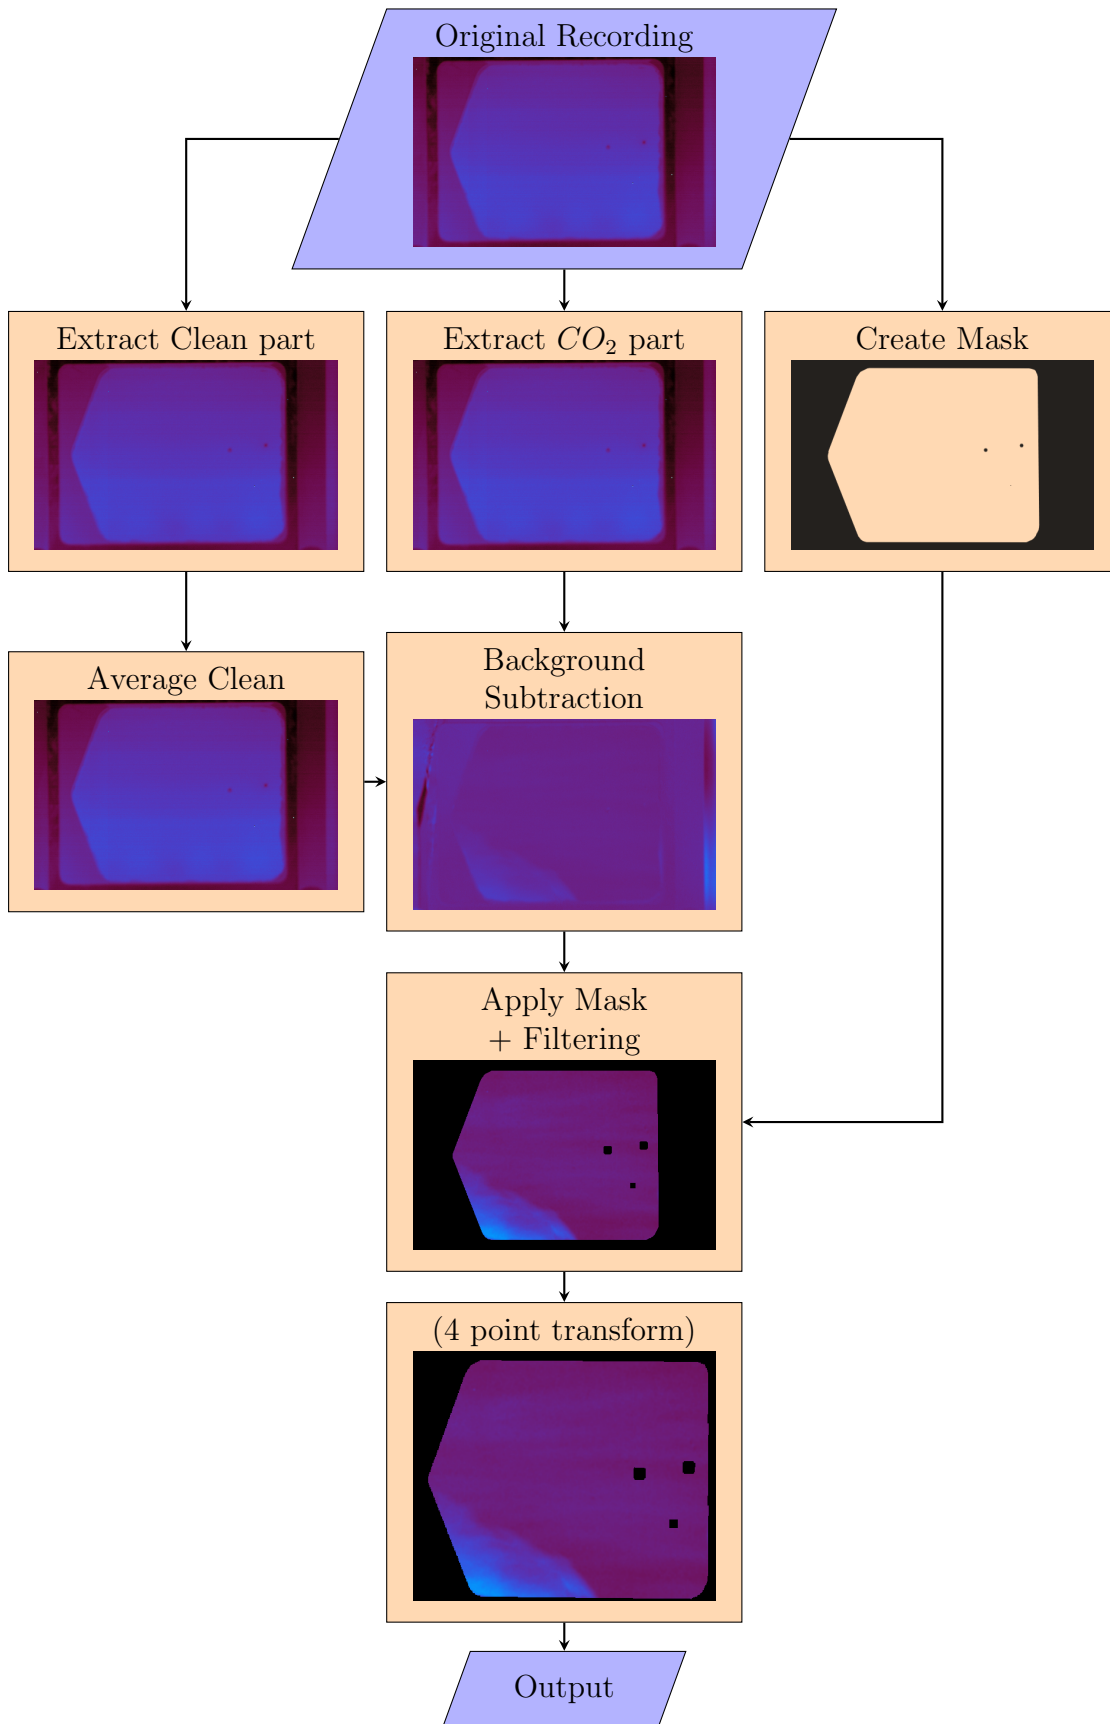 Original Recording
Extract Clean part
Extract CO₂ part
Create Mask
Average Clean
Background
Subtraction
Apply Mask
+ Filtering
(4 point transform)
Output